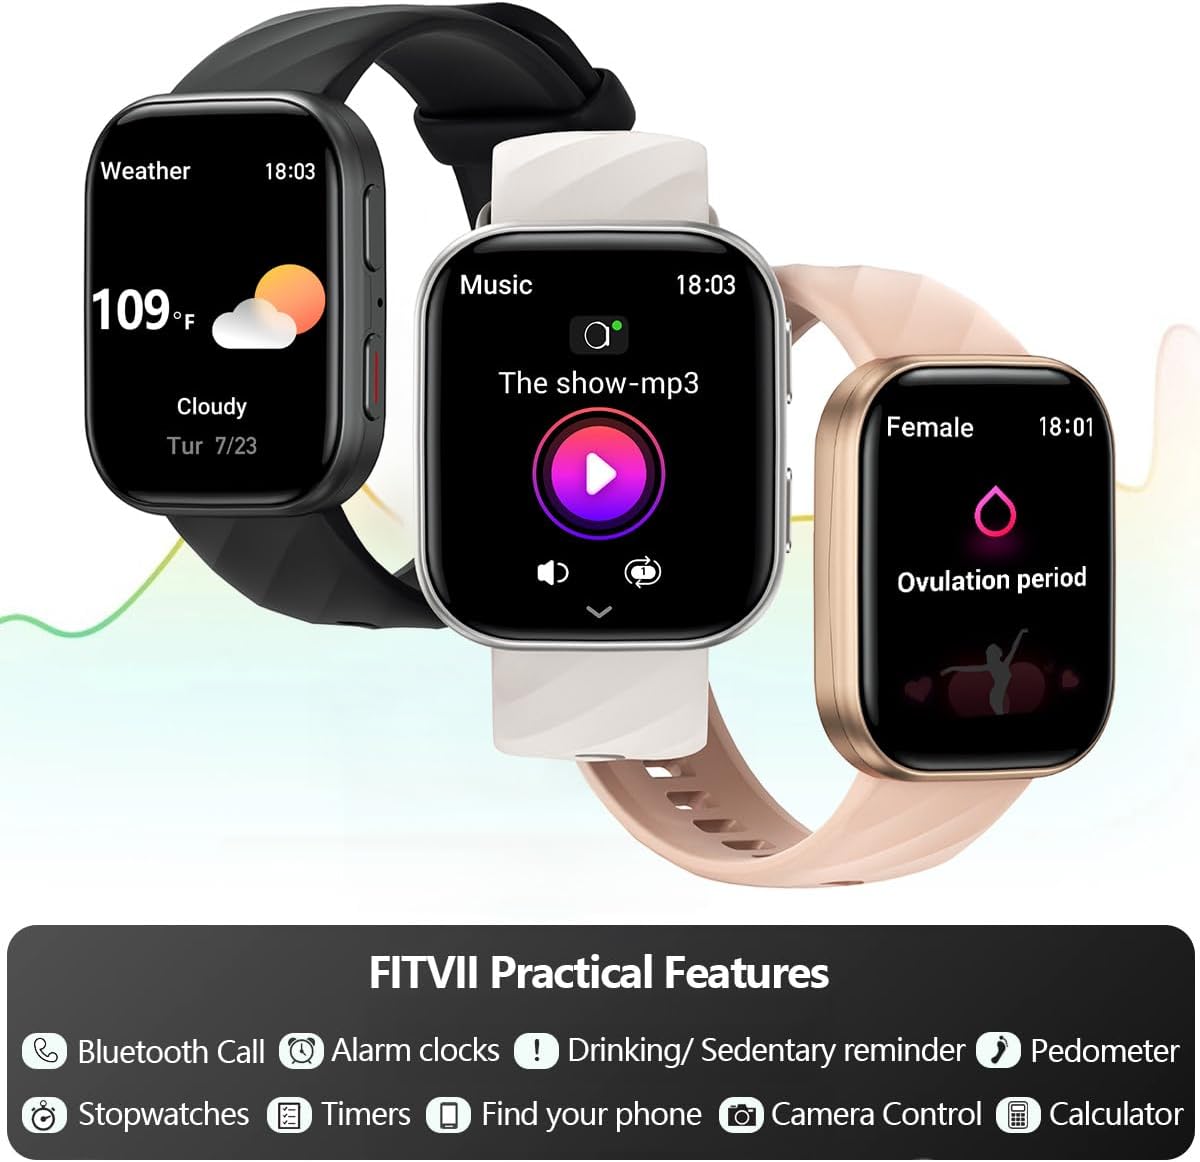 Weather 18:03
109°F
Cloudy
Tur 7/23
Music 18:03
The show-mp3
1
Female 18:01
Ovulation period
FITVII Practical Features
Bluetooth Call Alarm clocks ! Drinking/ Sedentary reminder Pedometer
Stopwatches Timers Find your phone Camera Control Calculator